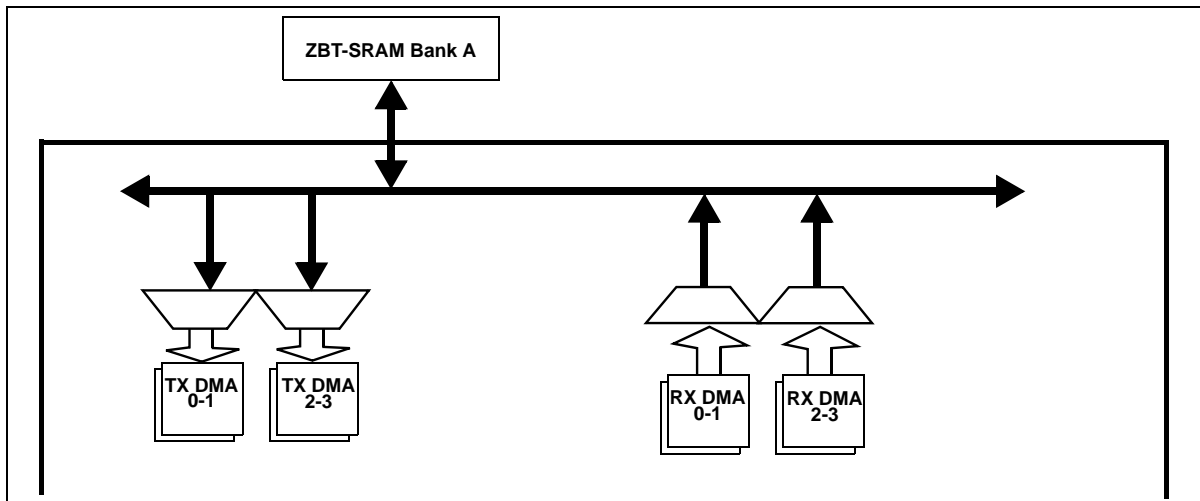 ZBT-SRAM Bank A
TX DMA
0-1
TX DMA
2-3
RX DMA
0-1
RX DMA
2-3